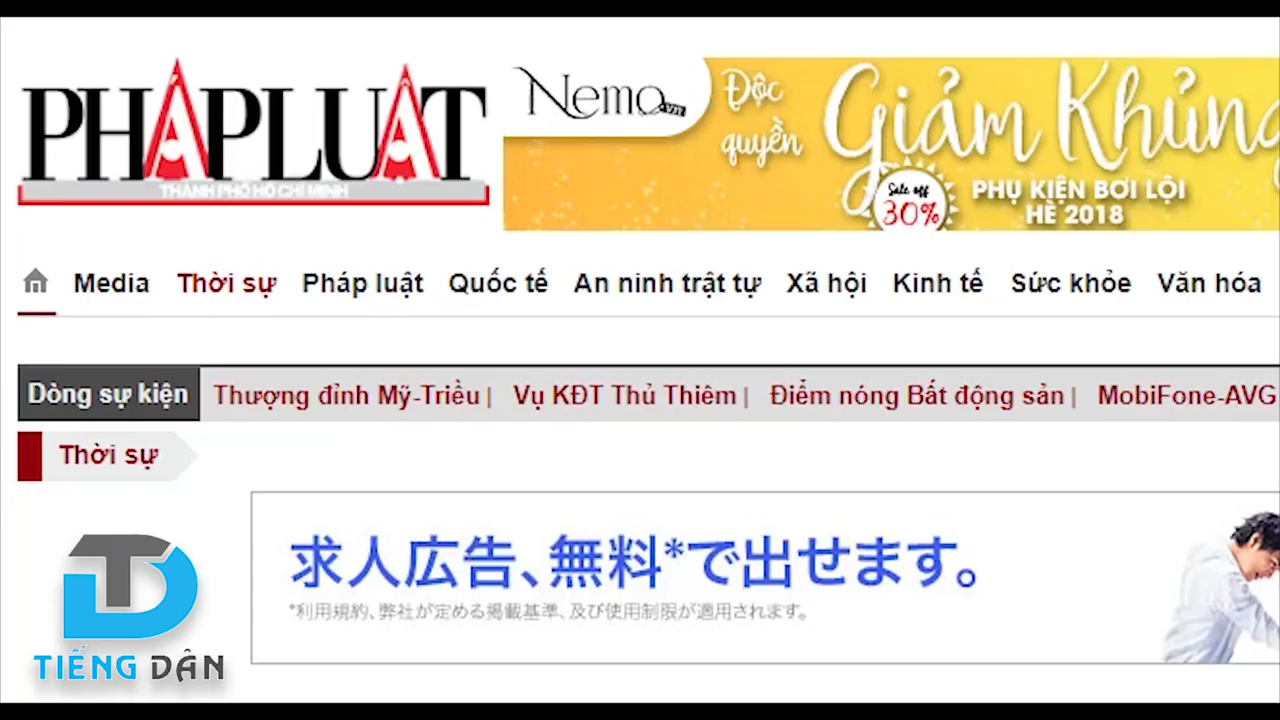 PHÁP LUẬT
THÀNH PHỐ HỒ CHÍ MINH
Nemo.vn
Độc quyền
Giảm Khủng
Sale off
30%
PHỤ KIỆN BƠI LỘI
HÈ 2018
Media Thời sự Pháp luật Quốc tế An ninh trật tự Xã hội Kinh tế Sức khỏe Văn hóa
Dòng sự kiện Thượng đỉnh Mỹ-Triều | Vụ KĐT Thủ Thiêm | Điểm nóng Bất động sản | MobiFone-AVG
Thời sự
求人広告、無料*で出せます。
*利用規約、弊社が定める掲載基準、及び使用制限が適用されます。
TD
TIẾNG DÂN